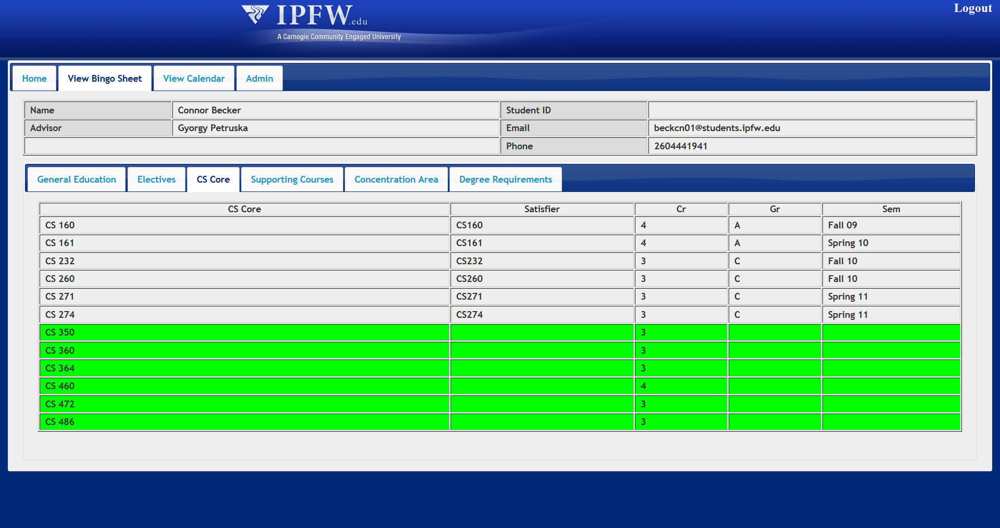 IPFW.edu
A Carnegie Community Engaged University
Logout
Home View Bingo Sheet View Calendar Admin
Name Connor Becker Student ID
Advisor Gyorgy Petruska Email beckcn01@students.ipfw.edu
Phone 2604441941
General Education Electives CS Core Supporting Courses Concentration Area Degree Requirements
CS Core Satisfier Cr Gr Sem
CS 160 CS160 4 A Fall 09
CS 161 CS161 4 A Spring 10
CS 232 CS232 3 C Fall 10
CS 260 CS260 3 C Fall 10
CS 271 CS271 3 C Spring 11
CS 274 CS274 3 C Spring 11
CS 350 3
CS 360 3
CS 364 3
CS 460 4
CS 472 3
CS 486 3